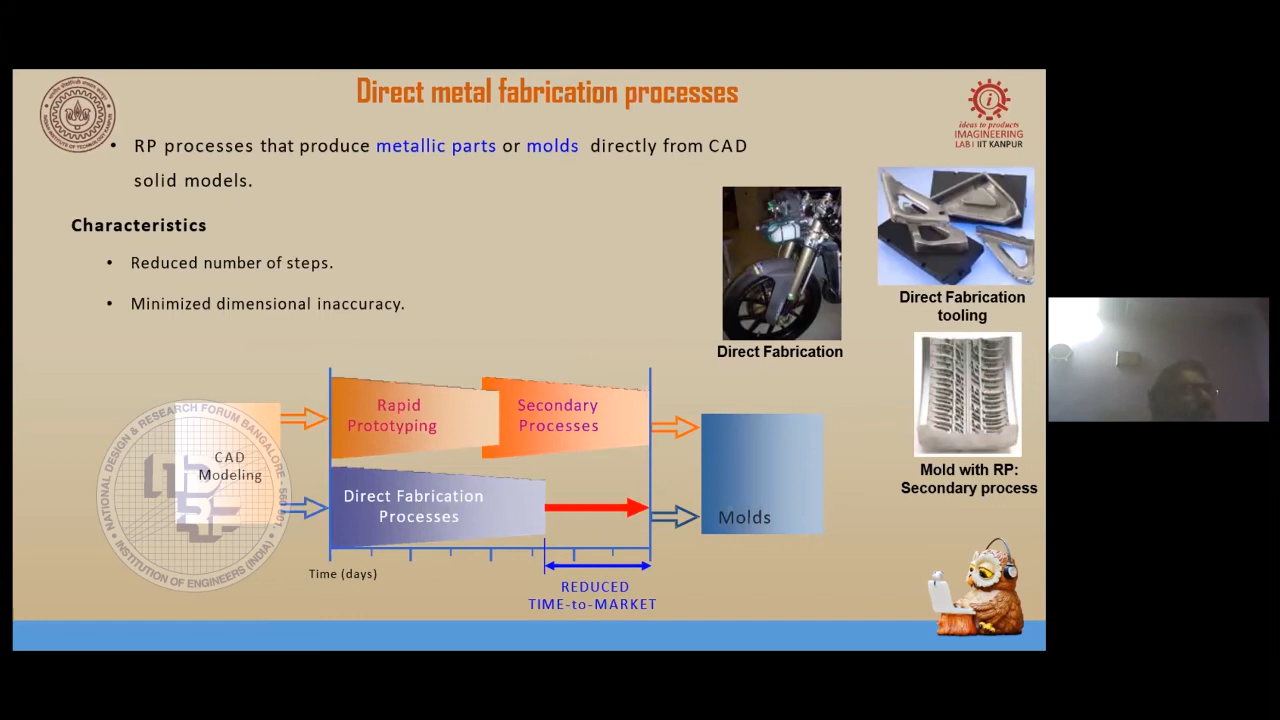 Direct metal fabrication processes
• RP processes that produce metallic parts or molds directly from CAD
solid models.
Characteristics
• Reduced number of steps.
• Minimized dimensional inaccuracy.
ideas to products
IMAGINEERING
LAB | IIT KANPUR
Direct Fabrication
Direct Fabrication
tooling
Mold with RP:
Secondary process
CAD
Modeling
Rapid
Prototyping
Secondary
Processes
Direct Fabrication
Processes
Molds
Time (days)
REDUCED
TIME-to-MARKET
NATIONAL DESIGN & RESEARCH FORUM BANGALORE - 560 001.
INSTITUTION OF ENGINEERS (INDIA)